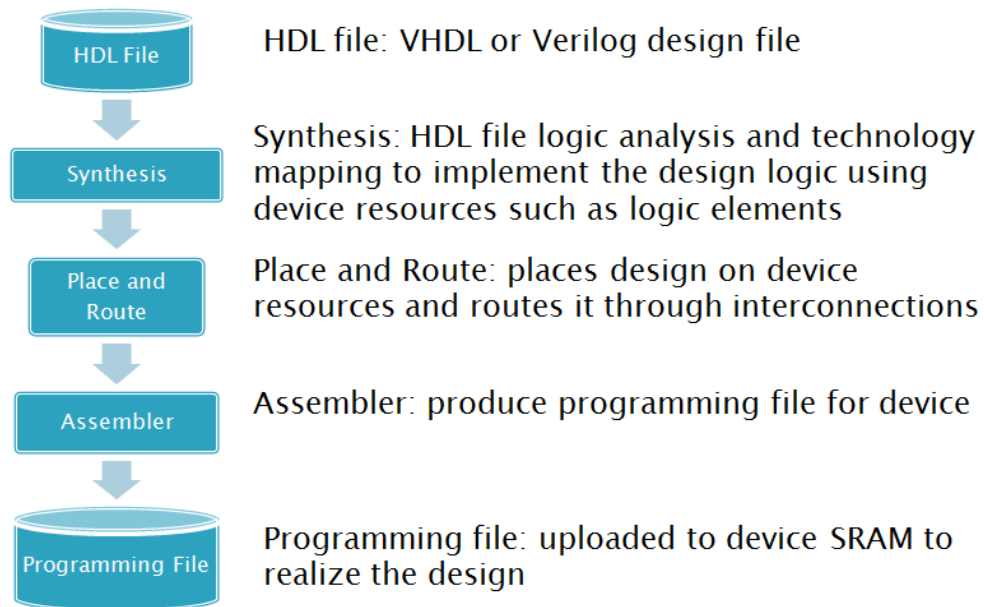 HDL File
HDL file: VHDL or Verilog design file
Synthesis
Synthesis: HDL file logic analysis and technology
mapping to implement the design logic using
device resources such as logic elements
Place and
Route
Place and Route: places design on device
resources and routes it through interconnections
Assembler
Assembler: produce programming file for device
Programming File
Programming file: uploaded to device SRAM to
realize the design